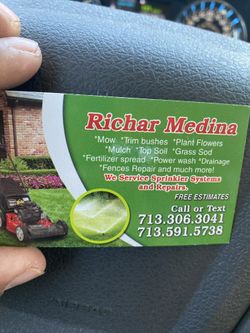 Richar Medina
*Mow *Trim bushes *Plant Flowers
*Mulch *Top Soil *Grass Sod
*Fertilizer spread *Power wash *Drainage
*Fences Repair and much more!
We Service Sprinkler Systems
and Repairs.
FREE ESTIMATES
Call or Text
713.306.3041
713.591.5738